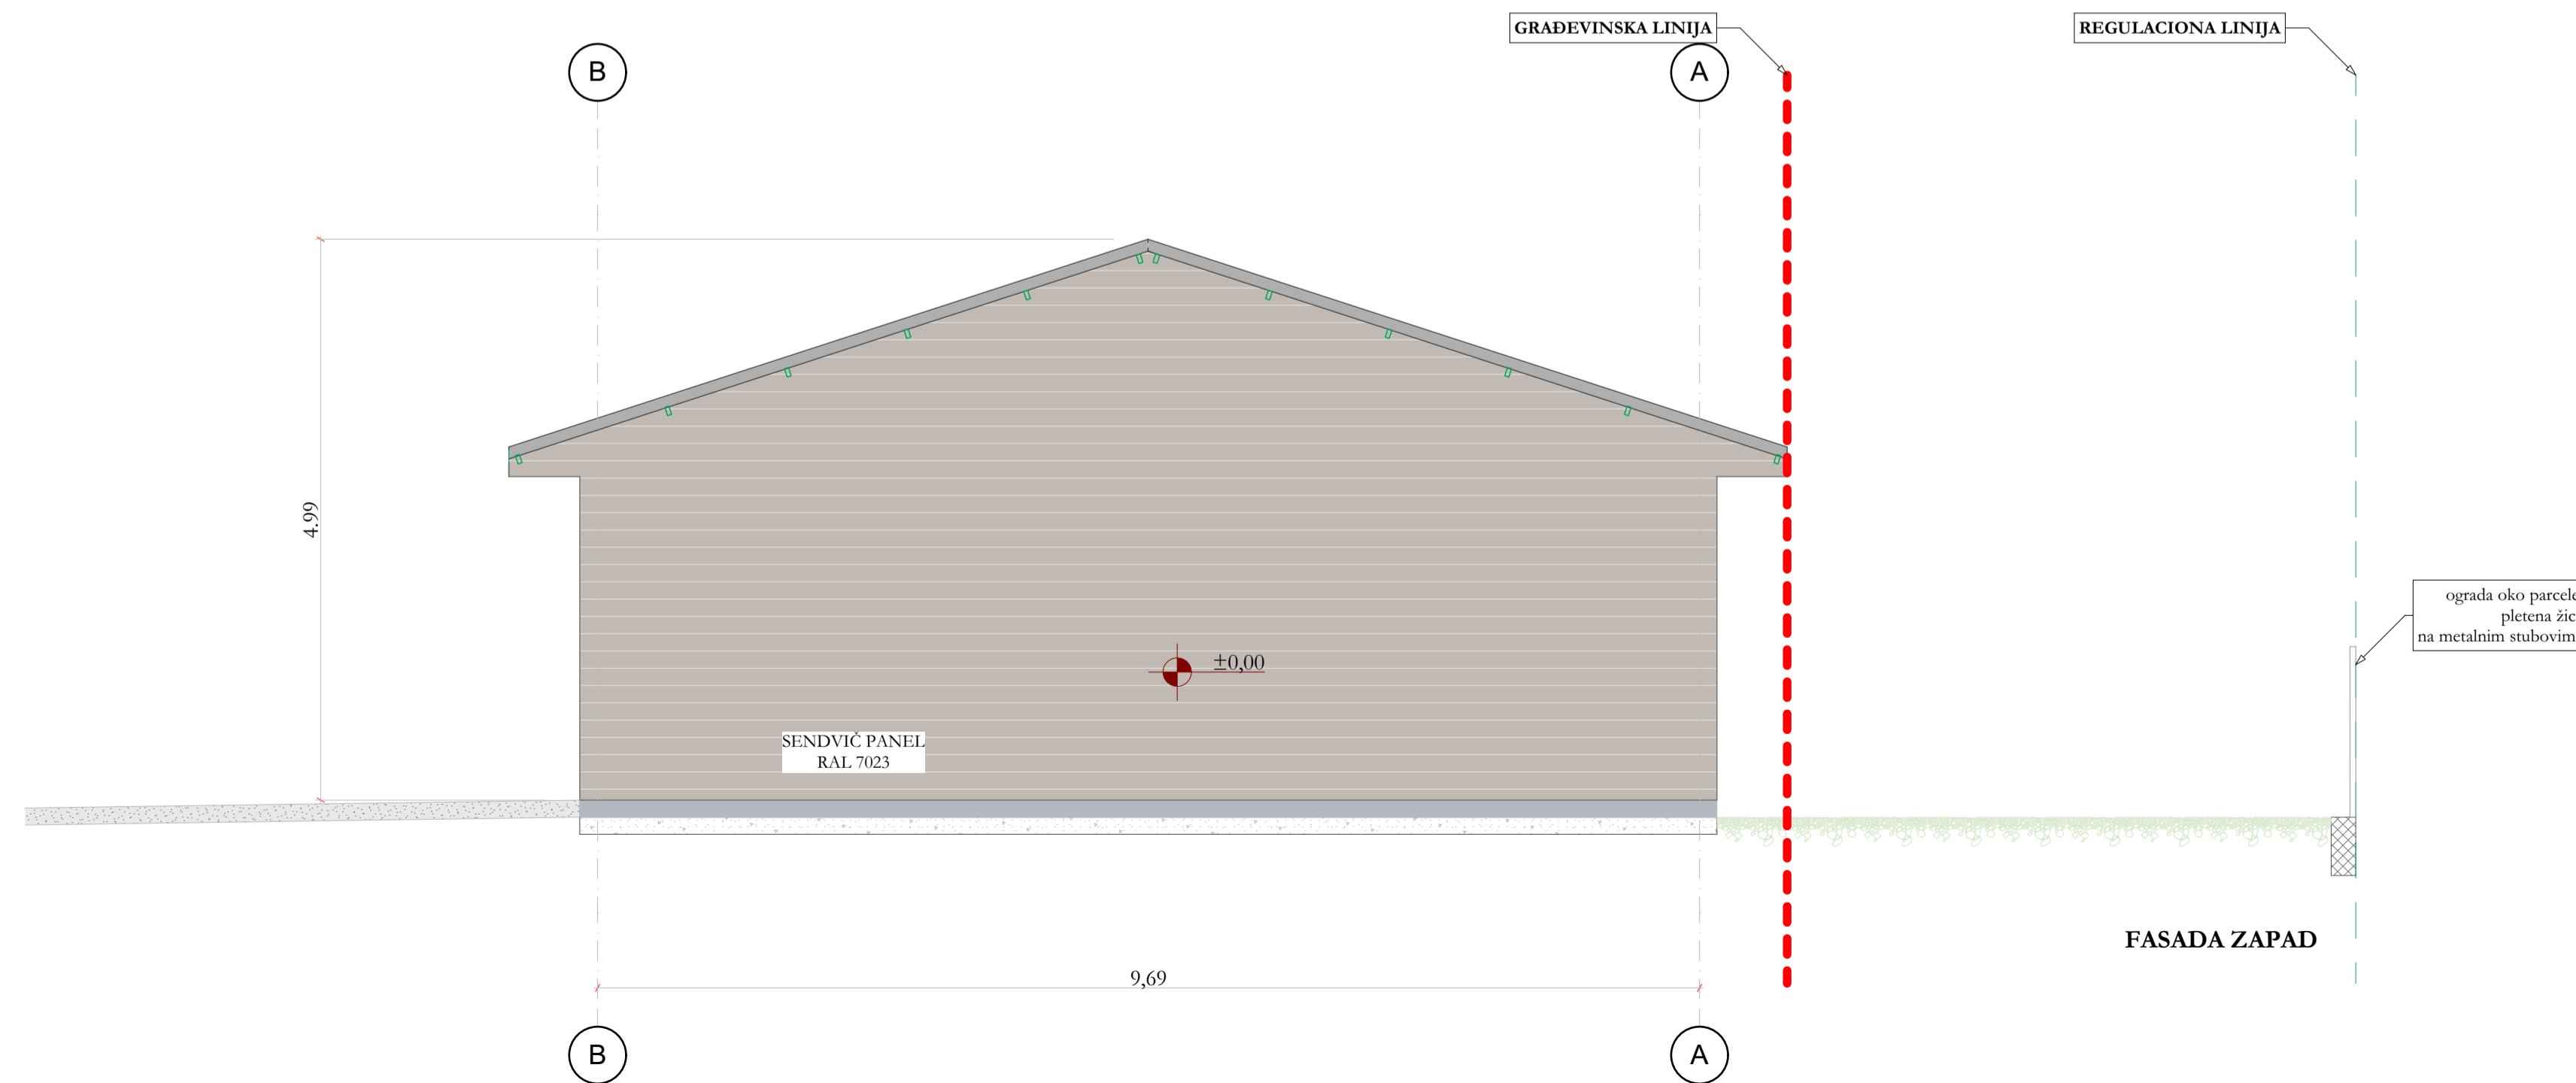 GRAĐEVINSKA LINIJA
REGULACIONA LINIJA
B
A
4.99
ograda oko parcele
pletena žic
na metalnim stubovim
±0,00
SENDVIČ PANEL
RAL 7023
FASADA ZAPAD
9,69
B
A